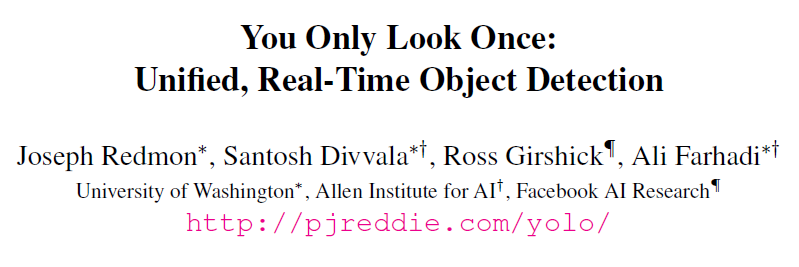 You Only Look Once:
Unified, Real-Time Object Detection
Joseph Redmon*, Santosh Divvala*†, Ross Girshick¶, Ali Farhadi*†
University of Washington*, Allen Institute for AI†, Facebook AI Research¶
http://pjreddie.com/yolo/